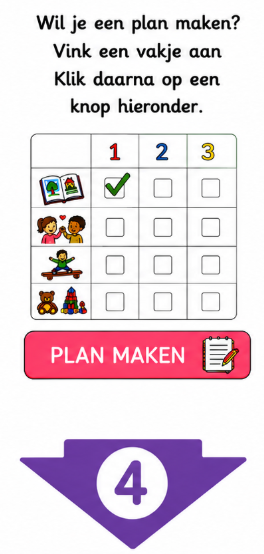 Wil je een plan maken?
Vink een vakje aan
Klik daarna op een
knop hieronder.
1 2 3
PLAN MAKEN
4